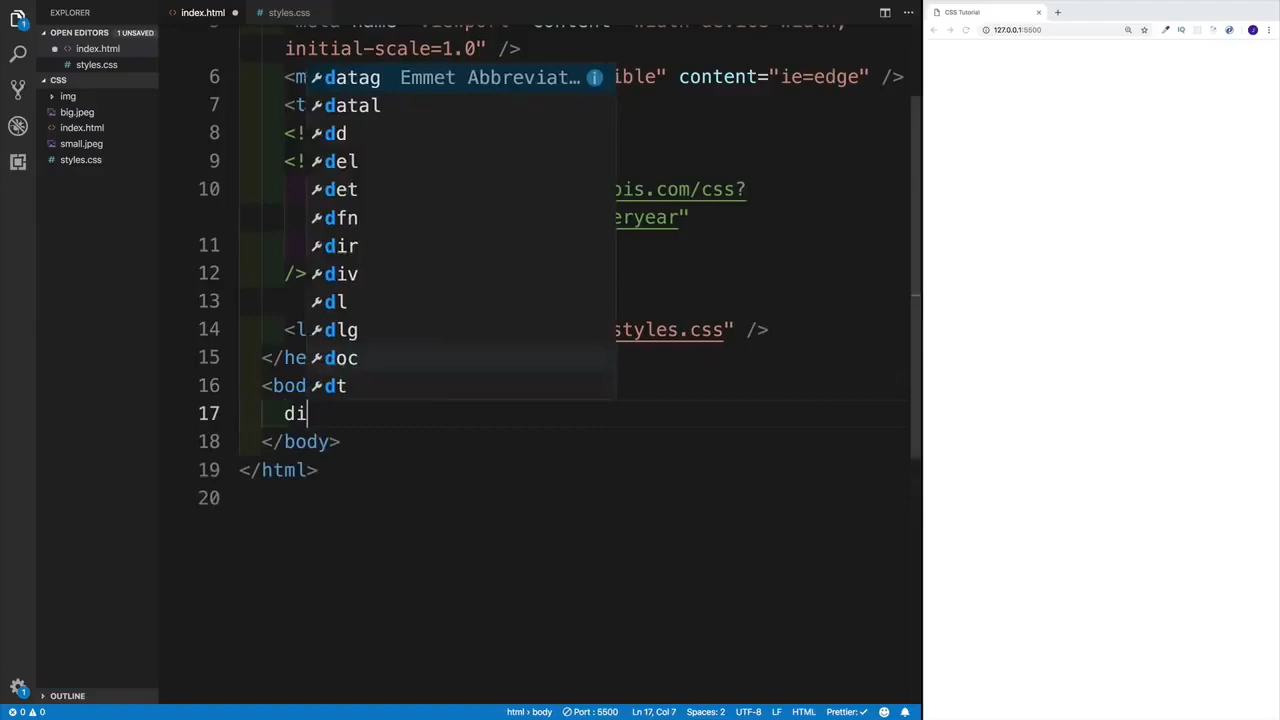 EXPLORER
OPEN EDITORS 1 UNSAVED
index.html
styles.css
CSS
img
big.jpeg
index.html
small.jpeg
styles.css
OUTLINE
index.html
styles.css
initial-scale=1.0" />
6 <m ible" content="ie=edge" />
7 <t
8 <!
9 <!
10 pis.com/css?
eryear"
11
12 />
13
14 <l styles.css" />
15 </he
16 <bod
17 di
18 </body>
19 </html>
20
datag Emmet Abbreviat...
datal
dd
del
det
dfn
dir
div
dl
dlg
doc
dt
0 0
html > body
Port : 5500
Ln 17, Col 7
Spaces: 2
UTF-8
LF
HTML
Prettier: ✓
CSS Tutorial
127.0.0.1:5500